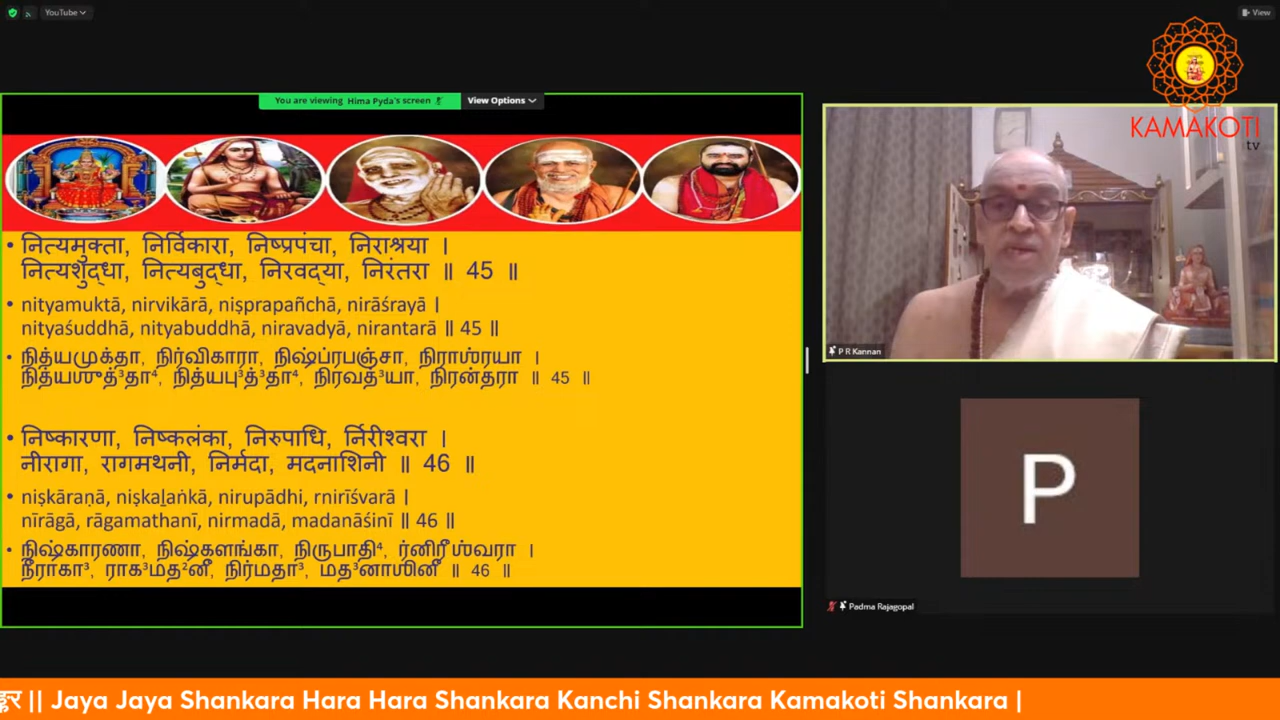 YouTube
View
You are viewing Hima Pyda's screen
View Options
KAMAKOTI
tv
• नित्यमुक्ता, निर्विकारा, निष्प्रपंचा, निराश्रया ।
नित्यशुद्धा, नित्यबुद्धा, निरवद्या, निरंतरा ॥ 45 ॥
• nityamuktā, nirvikārā, niṣprapañchā, nirāśrayā |
nityaśuddhā, nityabuddhā, niravadyā, nirantarā ॥ 45 ॥
• நித்யமுக்தா, நிர்விகாரா, நிஷ்ப்ரபஞ்சா, நிராஶ்ரயா ।
நித்யஶுத்³தா⁴, நித்யபு³த்³தா⁴, நிரவத்³யா, நிரன்தரா ॥ 45 ॥
• निष्कारणा, निष्कलंका, निरुपाधि, र्निरीश्वरा ।
नीरागा, रागमथनी, निर्मदा, मदनाशिनी ॥ 46 ॥
• niṣkāraṇā, niṣkaḻaṅkā, nirupādhi, rnirīśvarā |
nīrāgā, rāgamathanī, nirmadā, madanāśinī ॥ 46 ॥
• நிஷ்காரணா, நிஷ்களங்கா, நிருபாதி⁴, ர்னிரீஶ்வரா ।
நீராகா³, ராக³மத²னீ, நிர்மதா³, மத³னாஶினீ ॥ 46 ॥
P R Kannan
P
Padma Rajagopal
ङ्कर || Jaya Jaya Shankara Hara Hara Shankara Kanchi Shankara Kamakoti Shankara |